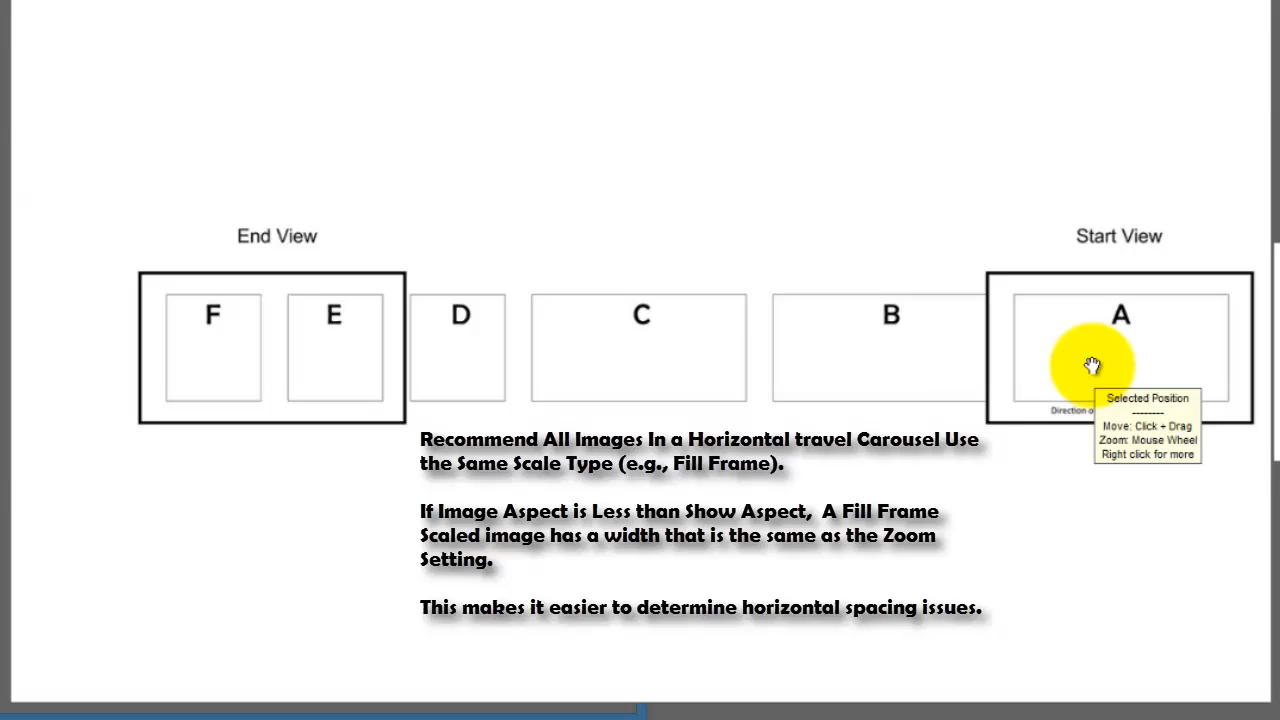 End View
Start View
F
E
D
C
B
A
Direction o
Selected Position
--------
Move: Click + Drag
Zoom: Mouse Wheel
Right click for more
Recommend All Images In a Horizontal travel Carousel Use
the Same Scale Type (e.g., Fill Frame).
If Image Aspect is Less than Show Aspect, A Fill Frame
Scaled image has a width that is the same as the Zoom
Setting.
This makes it easier to determine horizontal spacing issues.